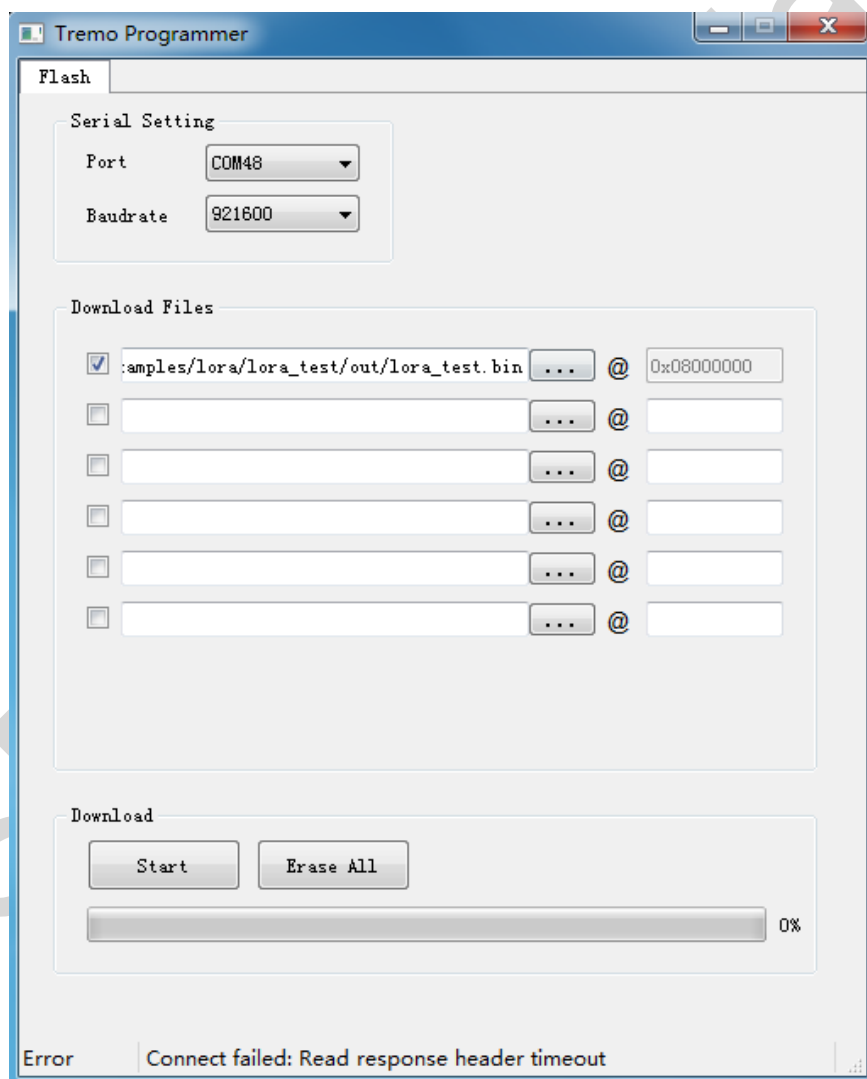 Tremo Programmer
Flash
Serial Setting
Port COM48
Baudrate 921600
Download Files
:amples/lora/lora_test/out/lora_test.bin ... @ 0x08000000
... @
... @
... @
... @
... @
Download
Start Erase All
0%
Error Connect failed: Read response header timeout